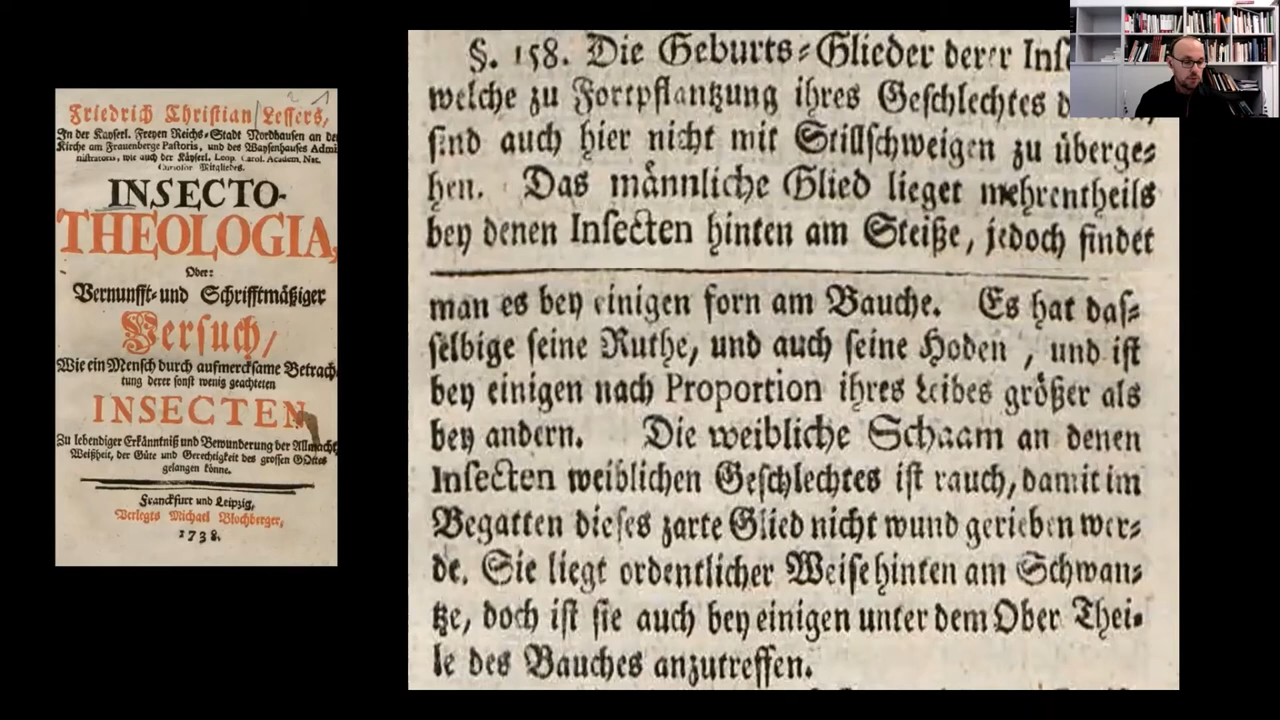 Friedrich Christian Lessers,
In der Kayserl. Freyen Reichs-Stadt Nordhausen an der
Kirche am Frauenberge Pastoris, und des Waysenhauses Admi-
nistratoris, wie auch der Käyserl. Leop. Carol. Academ. Nat.
Curiosor Mitgliedes.
INSECTO-
THEOLOGIA,
Oder:
Vernunfft- und Schrifftmäßiger
Versuch/
Wie ein Mensch durch aufmercksame Betrach-
tung derer sonst wenig geachteten
INSECTEN
Zu lebendiger Erkänntniß und Bewunderung der Allmacht,
Weißheit, der Güte und Gerechtigkeit des grossen GOttes
gelangen könne.
Franckfurt und Leipzig,
Verlegts Michael Blochberger,
1738.
§. 158. Die Geburts-Glieder derer
welche zu Fortpflantzung ihres Geschlechtes
sind auch hier nicht mit Stillschweigen zu überge-
hen. Das männliche Glied lieget mehrentheils
bey denen Insecten hinten am Steiße, jedoch findet
man es bey einigen forn am Bauche. Es hat das-
selbige seine Ruthe, und auch seine Hoden, und ist
bey einigen nach Proportion ihres Leibes größer als
bey andern. Die weibliche Schaam an denen
Insecten weiblichen Geschlechtes ist rauch, damit im
Begatten dieses zarte Glied nicht wund gerieben wer-
de. Sie liegt ordentlicher Weise hinten am Schwan-
tze, doch ist sie auch bey einigen unter dem Ober Thei-
le des Bauches anzutreffen.